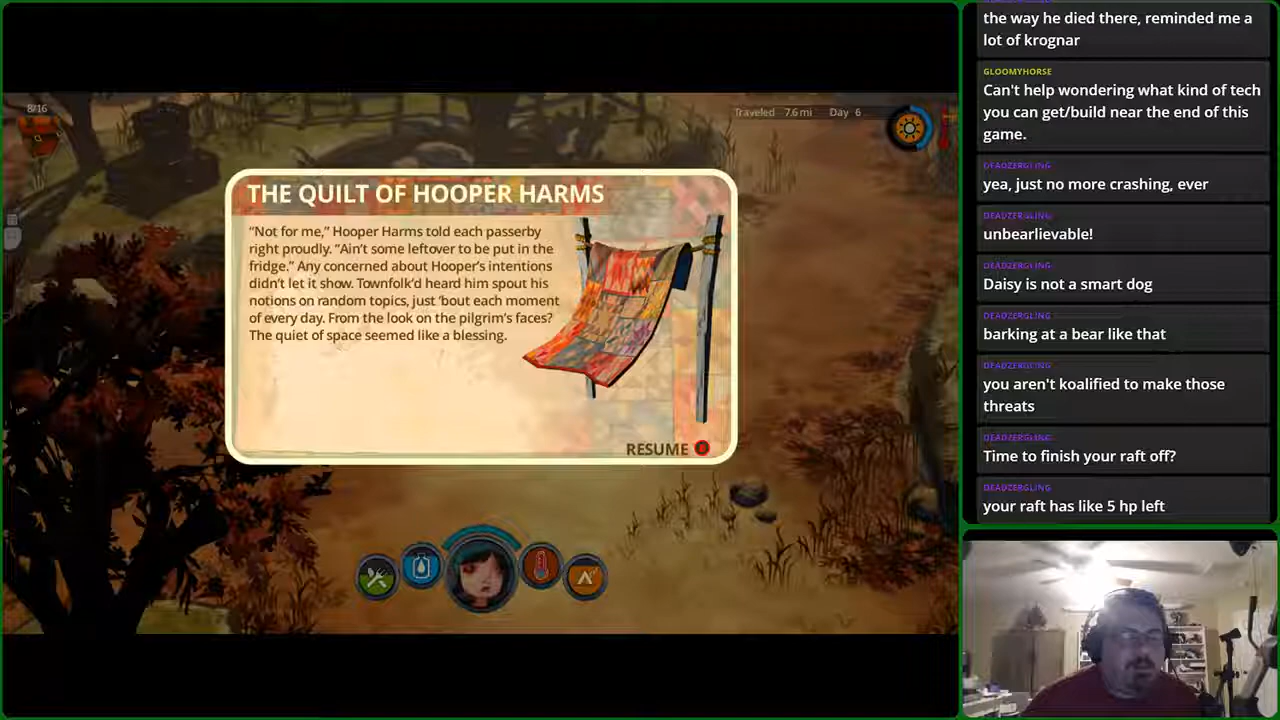 8/16
Traveled 7.6 mi Day 6
THE QUILT OF HOOPER HARMS
“Not for me,” Hooper Harms told each passerby
right proudly. “Ain’t some leftover to be put in the
fridge.” Any concerned about Hooper’s intentions
didn’t let it show. Townfolk’d heard him spout his
notions on random topics, just ’bout each moment
of every day. From the look on the pilgrim’s faces?
The quiet of space seemed like a blessing.
RESUME
the way he died there, reminded me a
lot of krognar
GLOOMYHORSE
Can't help wondering what kind of tech
you can get/build near the end of this
game.
DEADZERGLING
yea, just no more crashing, ever
DEADZERGLING
unbearlievable!
DEADZERGLING
Daisy is not a smart dog
DEADZERGLING
barking at a bear like that
DEADZERGLING
you aren't koalified to make those
threats
DEADZERGLING
Time to finish your raft off?
DEADZERGLING
your raft has like 5 hp left